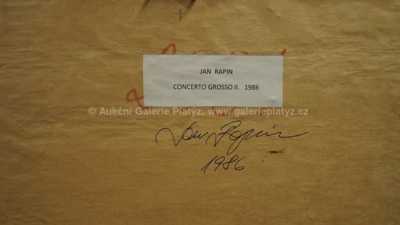 JAN RAPIN
CONCERTO GROSSO II. 1986
© Aukční Galerie Platýz, www.galerieplatyz.cz
Jan Rapin
1986